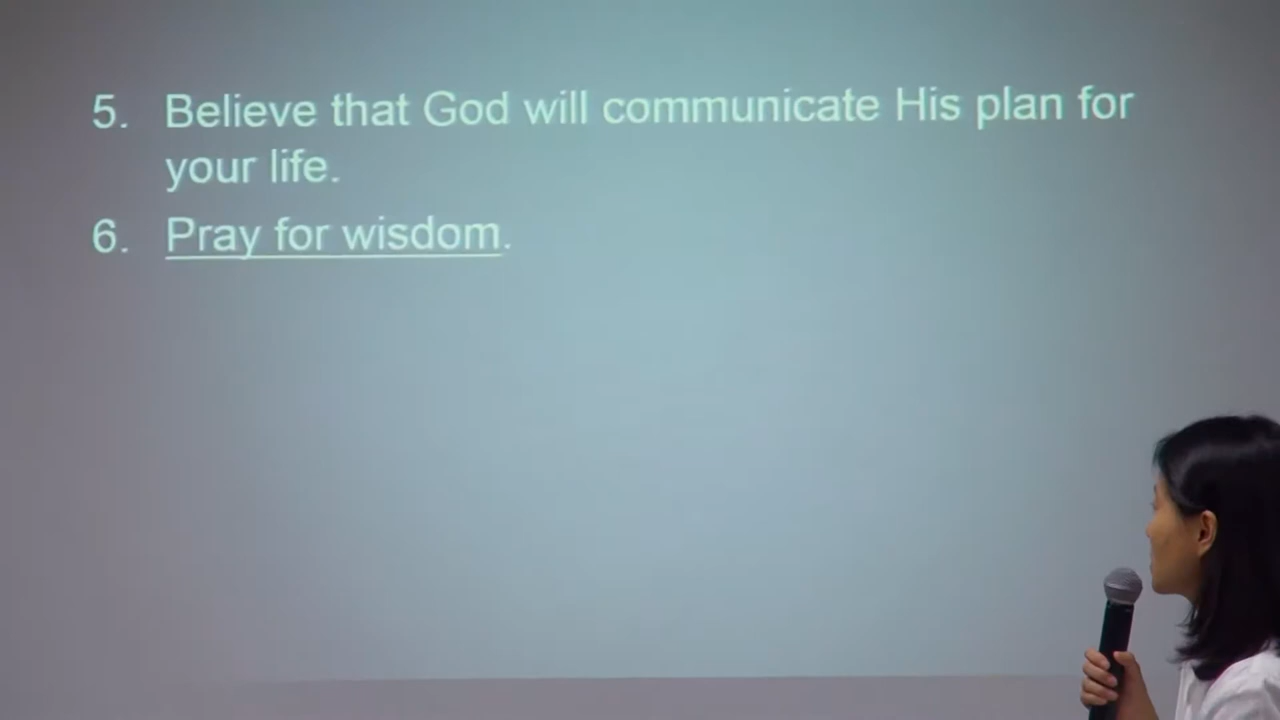 5. Believe that God will communicate His plan for
your life.
6. Pray for wisdom.